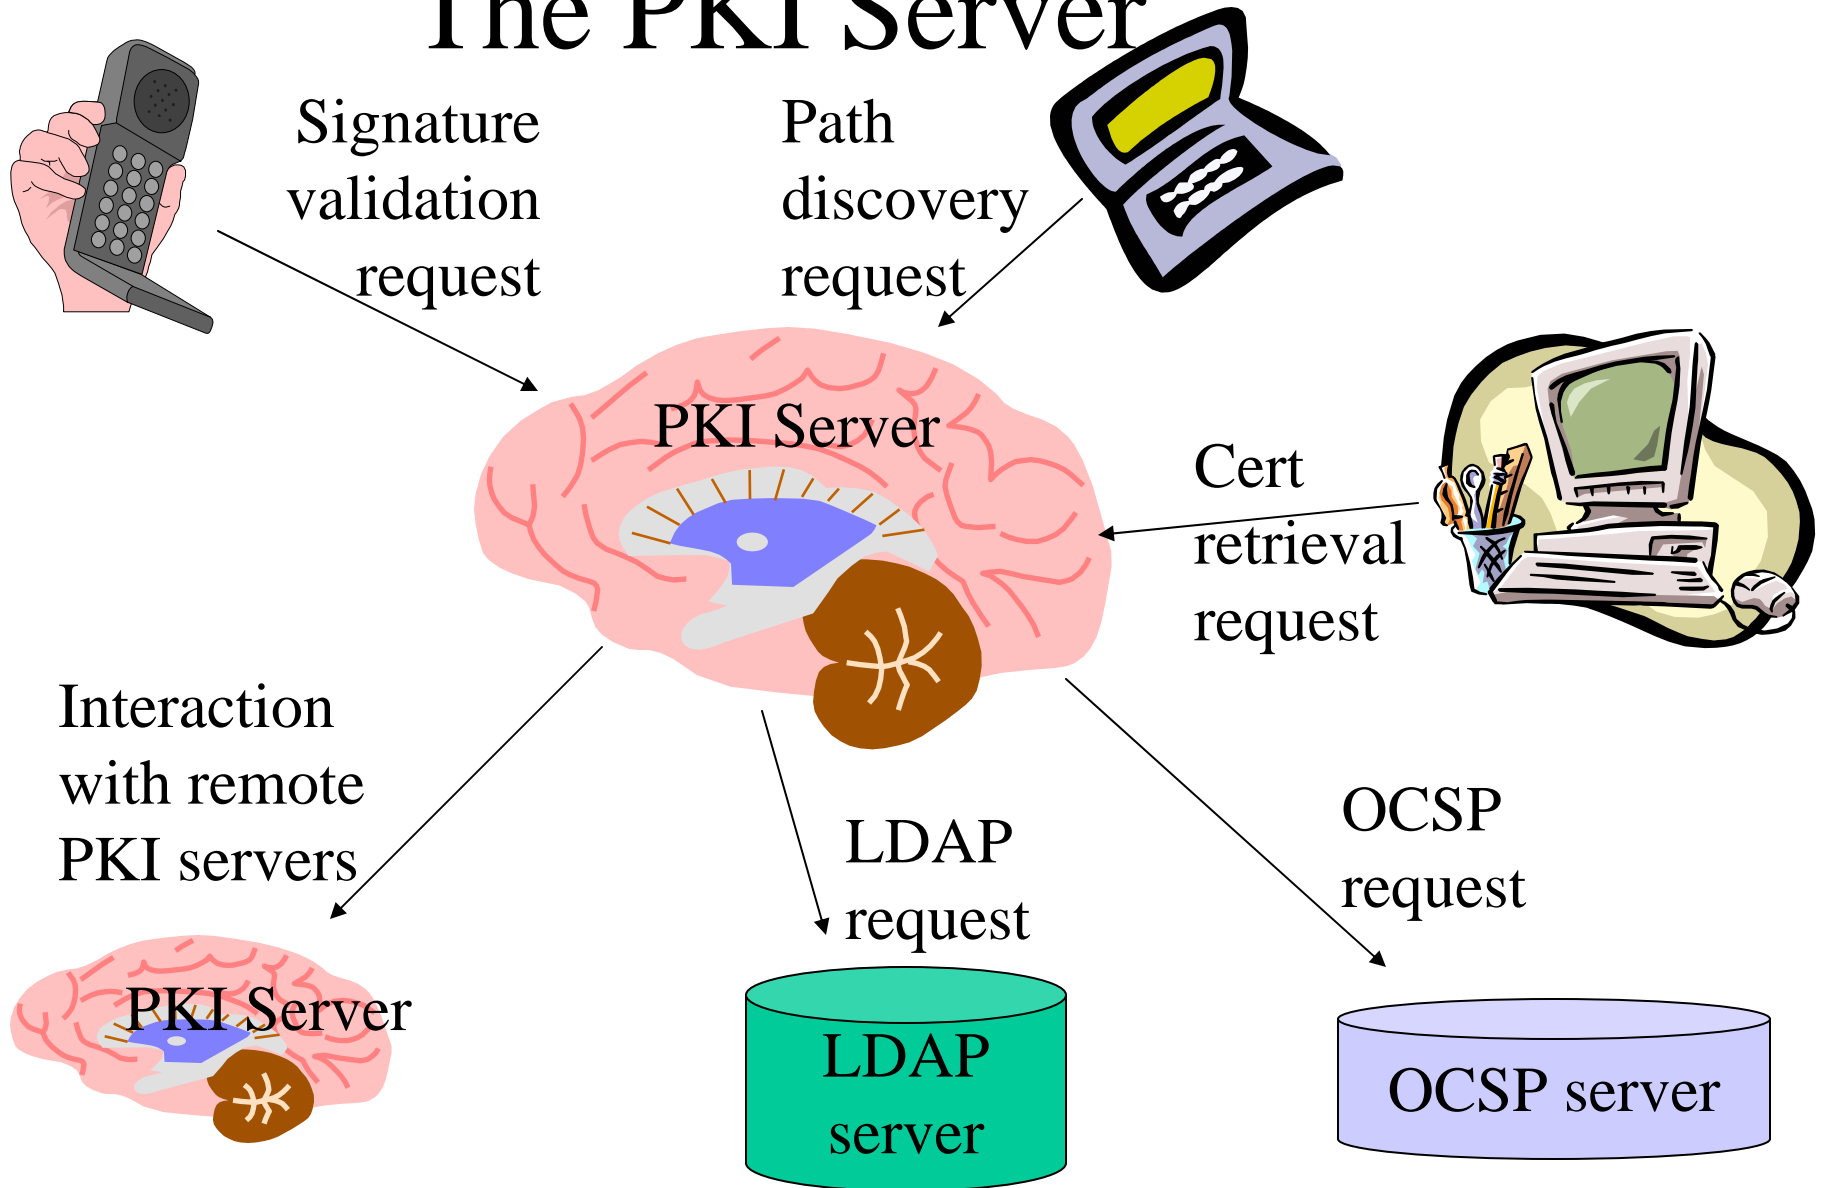 The PKI Server
Signature
validation
request
Path
discovery
request
PKI Server
Cert
retrieval
request
Interaction
with remote
PKI servers
LDAP
request
OCSP
request
PKI Server
LDAP
server
OCSP server